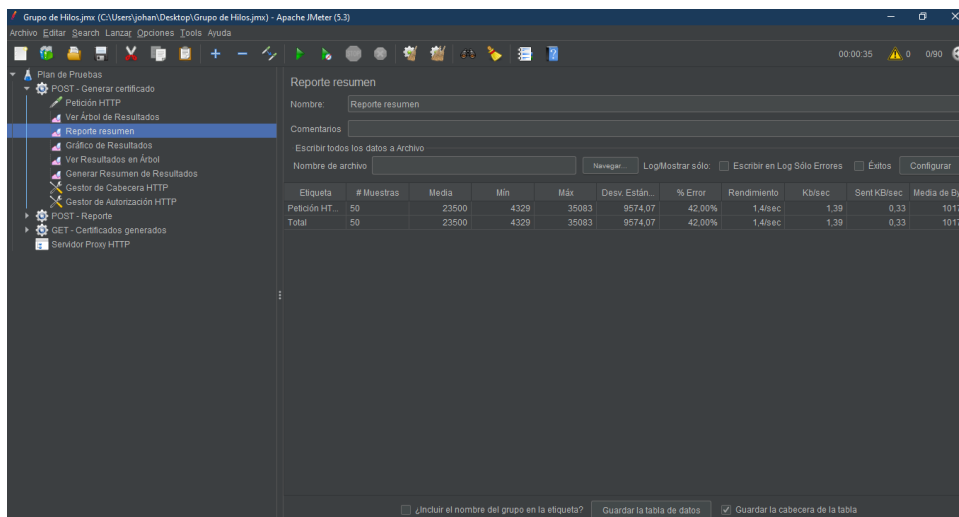 Grupo de Hilos.jmx (C:\Users\johan\Desktop\Grupo de Hilos.jmx) - Apache JMeter (5.3)
Archivo Editar Search Lanzar Opciones Tools Ayuda
00:00:35 0 0/90
Plan de Pruebas
POST - Generar certificado
Petición HTTP
Ver Árbol de Resultados
Reporte resumen
Gráfico de Resultados
Ver Resultados en Árbol
Generar Resumen de Resultados
Gestor de Cabecera HTTP
Gestor de Autorización HTTP
POST - Reporte
GET - Certificados generados
Servidor Proxy HTTP
Reporte resumen
Nombre: Reporte resumen
Comentarios
Escribir todos los datos a Archivo
Nombre de archivo Navegar... Log/Mostrar sólo: Escribir en Log Sólo Errores Éxitos Configurar
Etiqueta # Muestras Media Mín Máx Desv. Están... % Error Rendimiento Kb/sec Sent KB/sec Media de By
Petición HT... 50 23500 4329 35083 9574,07 42,00% 1,4/sec 1,39 0,33 1017
Total 50 23500 4329 35083 9574,07 42,00% 1,4/sec 1,39 0,33 1017
¿Incluir el nombre del grupo en la etiqueta? Guardar la tabla de datos Guardar la cabecera de la tabla